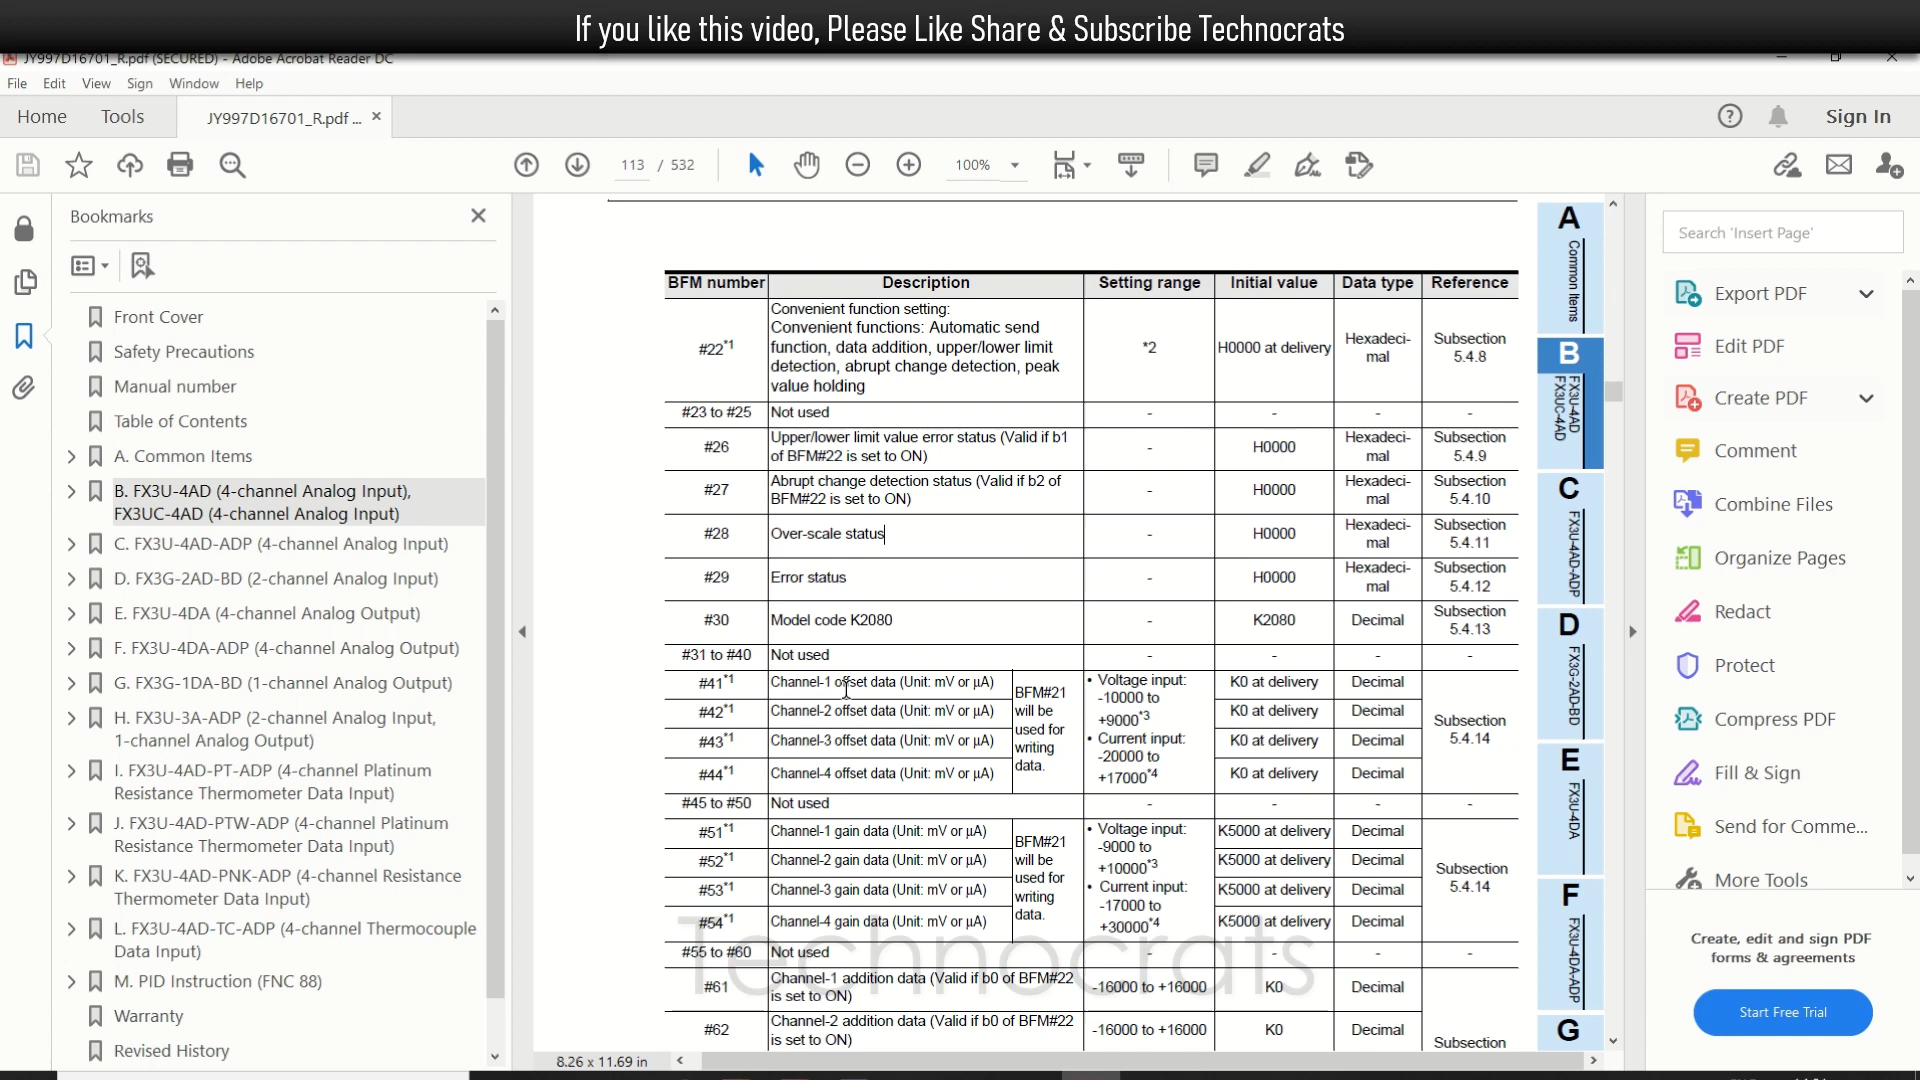 If you like this video, Please Like Share & Subscribe Technocrats
JY997D16701_R.pdf (SECURED) - Adobe Acrobat Reader DC
File Edit View Sign Window Help
Home Tools JY997D16701_R.pdf ... Sign In
113 / 532 100%
Bookmarks
Front Cover
Safety Precautions
Manual number
Table of Contents
A. Common Items
B. FX3U-4AD (4-channel Analog Input),
FX3UC-4AD (4-channel Analog Input)
C. FX3U-4AD-ADP (4-channel Analog Input)
D. FX3G-2AD-BD (2-channel Analog Input)
E. FX3U-4DA (4-channel Analog Output)
F. FX3U-4DA-ADP (4-channel Analog Output)
G. FX3G-1DA-BD (1-channel Analog Output)
H. FX3U-3A-ADP (2-channel Analog Input,
1-channel Analog Output)
I. FX3U-4AD-PT-ADP (4-channel Platinum
Resistance Thermometer Data Input)
J. FX3U-4AD-PTW-ADP (4-channel Platinum
Resistance Thermometer Data Input)
K. FX3U-4AD-PNK-ADP (4-channel Resistance
Thermometer Data Input)
L. FX3U-4AD-TC-ADP (4-channel Thermocouple
Data Input)
M. PID Instruction (FNC 88)
Warranty
Revised History
BFM number Description Setting range Initial value Data type Reference
#22*1
Convenient function setting:
Convenient functions: Automatic send
function, data addition, upper/lower limit
detection, abrupt change detection, peak
value holding
*2
H0000 at delivery
Hexadeci-
mal
Subsection
5.4.8
#23 to #25 Not used - - - -
#26
Upper/lower limit value error status (Valid if b1
of BFM#22 is set to ON)
-
H0000
Hexadeci-
mal
Subsection
5.4.9
#27
Abrupt change detection status (Valid if b2 of
BFM#22 is set to ON)
-
H0000
Hexadeci-
mal
Subsection
5.4.10
#28
Over-scale status
-
H0000
Hexadeci-
mal
Subsection
5.4.11
#29
Error status
-
H0000
Hexadeci-
mal
Subsection
5.4.12
#30
Model code K2080
-
K2080
Decimal
Subsection
5.4.13
#31 to #40 Not used - - - -
#41*1 Channel-1 offset data (Unit: mV or µA)
#42*1 Channel-2 offset data (Unit: mV or µA)
#43*1 Channel-3 offset data (Unit: mV or µA)
#44*1 Channel-4 offset data (Unit: mV or µA)
BFM#21
will be
used for
writing
data.
• Voltage input:
-10000 to
+9000*3
• Current input:
-20000 to
+17000*4
K0 at delivery Decimal
K0 at delivery Decimal
K0 at delivery Decimal
K0 at delivery Decimal
Subsection
5.4.14
#45 to #50 Not used - - - -
#51*1 Channel-1 gain data (Unit: mV or µA)
#52*1 Channel-2 gain data (Unit: mV or µA)
#53*1 Channel-3 gain data (Unit: mV or µA)
#54*1 Channel-4 gain data (Unit: mV or µA)
BFM#21
will be
used for
writing
data.
• Voltage input:
-9000 to
+10000*3
• Current input:
-17000 to
+30000*4
K5000 at delivery Decimal
K5000 at delivery Decimal
K5000 at delivery Decimal
K5000 at delivery Decimal
Subsection
5.4.14
#55 to #60 Not used - - - -
#61
Channel-1 addition data (Valid if b0 of BFM#22
is set to ON)
-16000 to +16000
K0
Decimal
#62
Channel-2 addition data (Valid if b0 of BFM#22
is set to ON)
-16000 to +16000
K0
Decimal
Subsection
Technocrats
8.26 x 11.69 in
A
Common Items
B
FX3U-4AD
FX3UC-4AD
C
FX3U-4AD-ADP
D
FX3G-2AD-BD
E
FX3U-4DA
F
FX3U-4DA-ADP
G
Search 'Insert Page'
Export PDF
Edit PDF
Create PDF
Comment
Combine Files
Organize Pages
Redact
Protect
Compress PDF
Fill & Sign
Send for Comme...
More Tools
Create, edit and sign PDF
forms & agreements
Start Free Trial